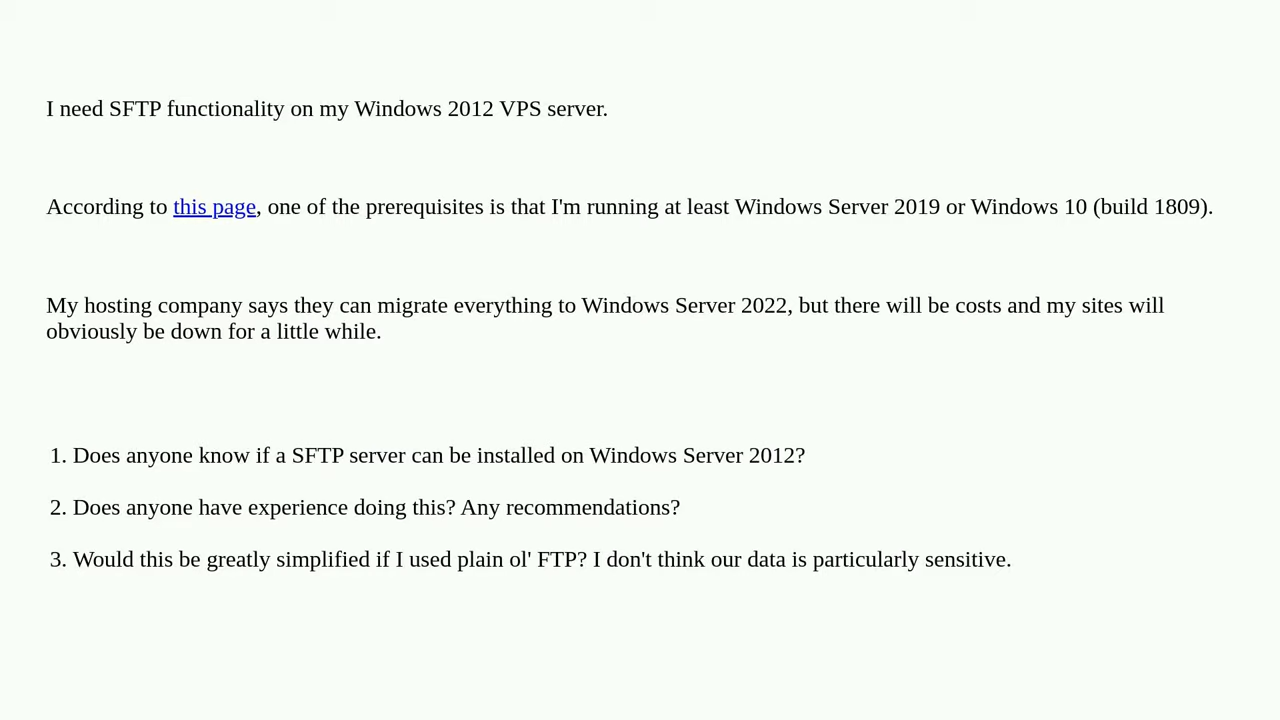 I need SFTP functionality on my Windows 2012 VPS server.
According to this page, one of the prerequisites is that I'm running at least Windows Server 2019 or Windows 10 (build 1809).
My hosting company says they can migrate everything to Windows Server 2022, but there will be costs and my sites will
obviously be down for a little while.
1. Does anyone know if a SFTP server can be installed on Windows Server 2012?
2. Does anyone have experience doing this? Any recommendations?
3. Would this be greatly simplified if I used plain ol' FTP? I don't think our data is particularly sensitive.